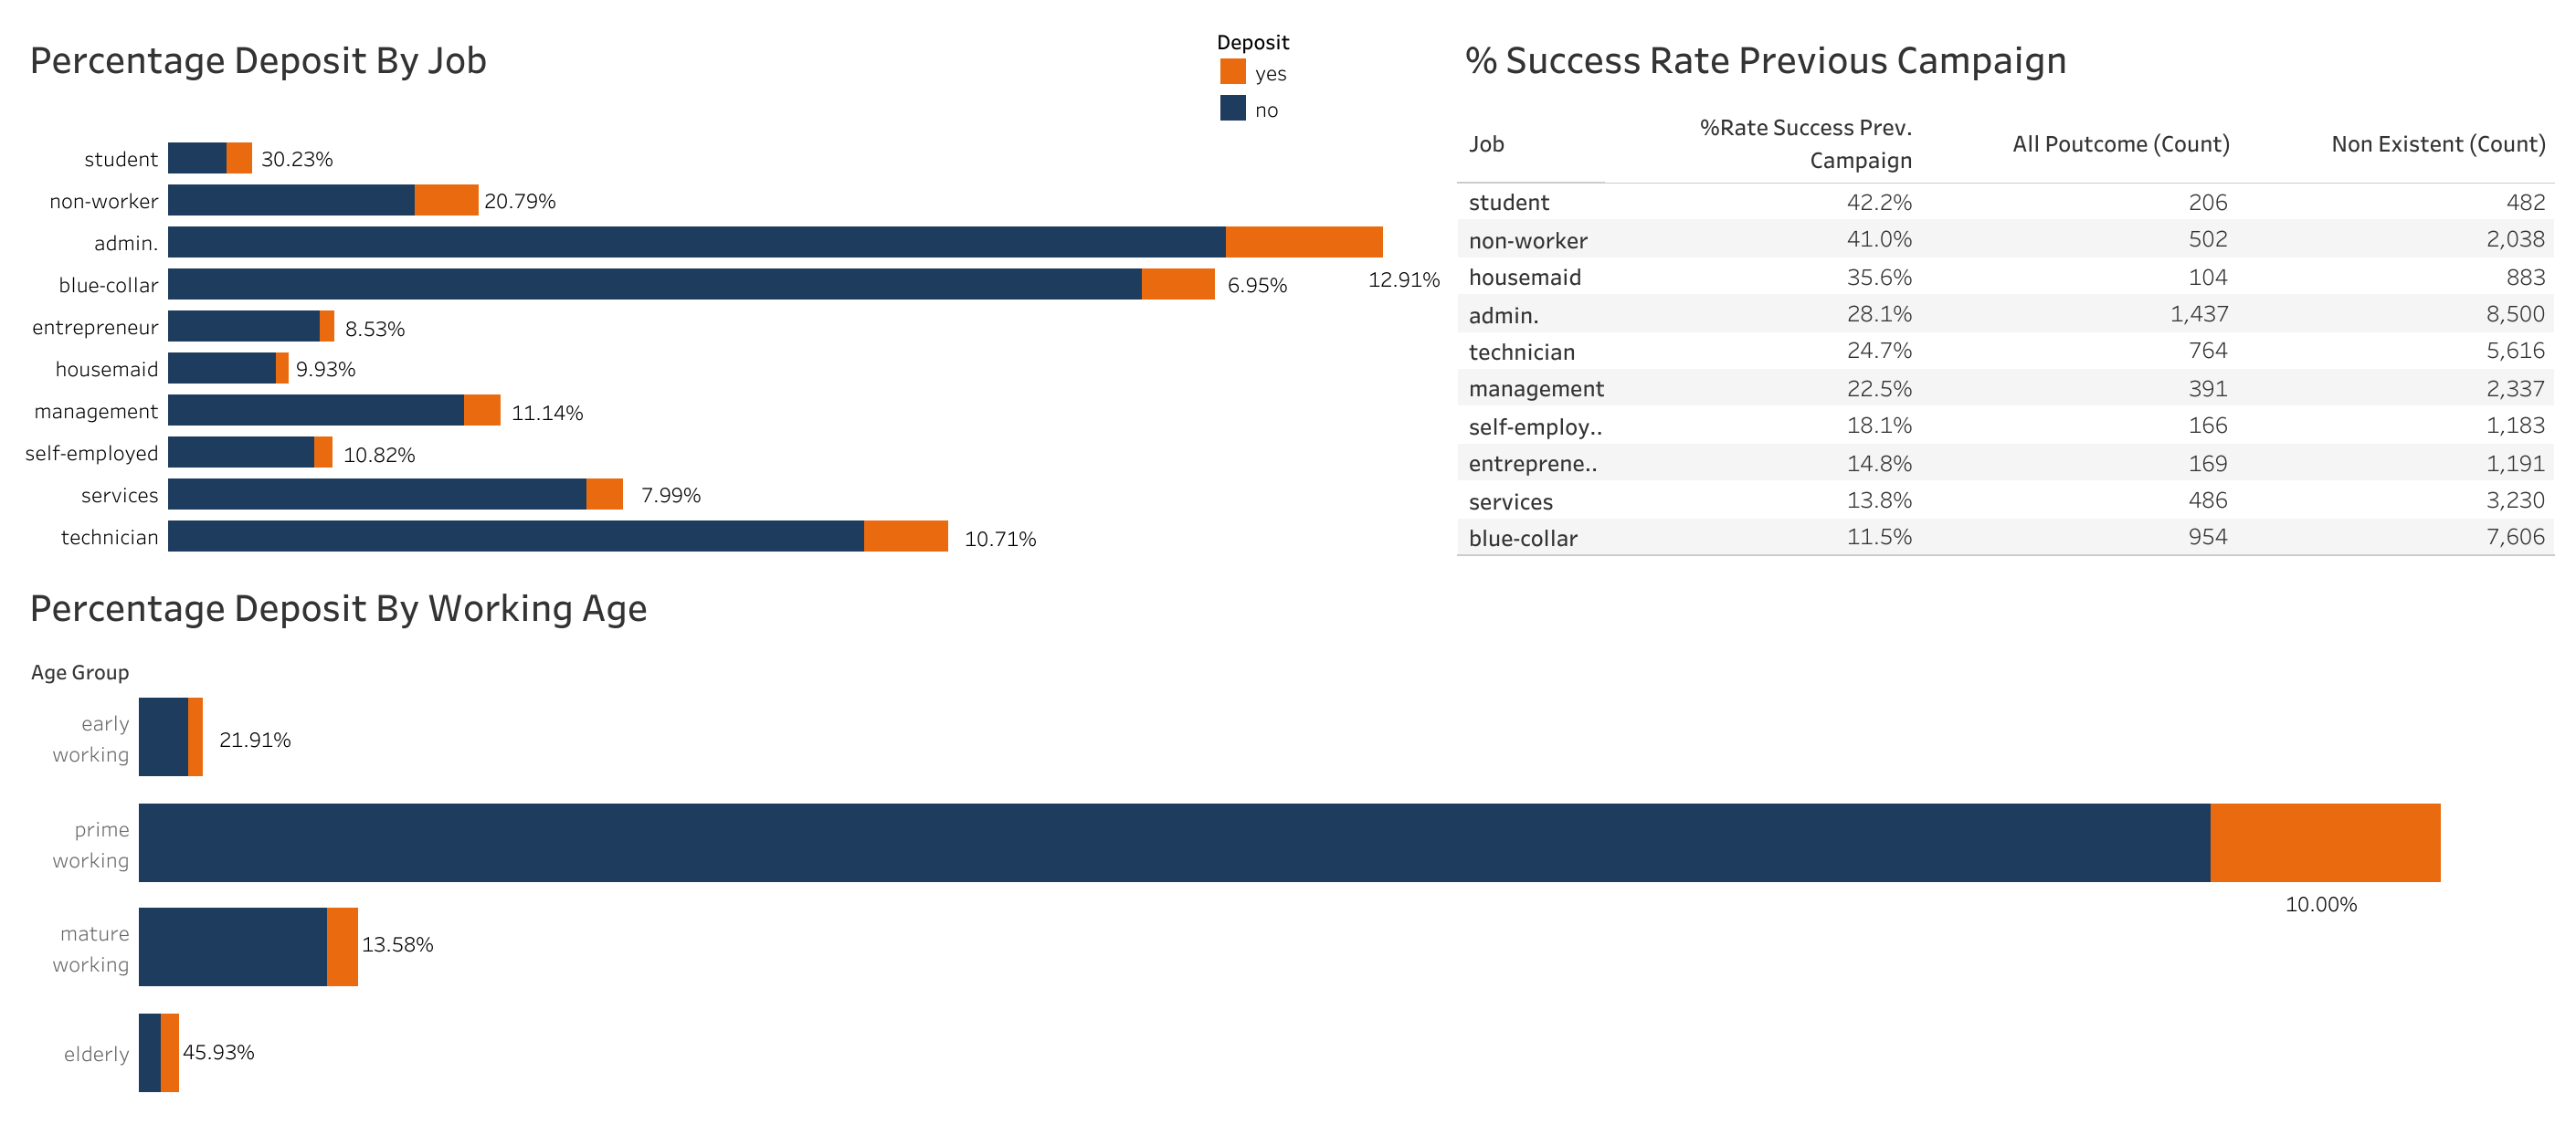 Percentage Deposit By Job
Deposit
yes
no
student 30.23%
non-worker 20.79%
admin.
12.91%
blue-collar 6.95%
entrepreneur 8.53%
housemaid 9.93%
management 11.14%
self-employed 10.82%
services 7.99%
technician 10.71%
% Success Rate Previous Campaign
Job %Rate Success Prev. Campaign All Poutcome (Count) Non Existent (Count)
student 42.2% 206 482
non-worker 41.0% 502 2,038
housemaid 35.6% 104 883
admin. 28.1% 1,437 8,500
technician 24.7% 764 5,616
management 22.5% 391 2,337
self-employ.. 18.1% 166 1,183
entreprene.. 14.8% 169 1,191
services 13.8% 486 3,230
blue-collar 11.5% 954 7,606
Percentage Deposit By Working Age
Age Group
early
working
21.91%
prime
working
10.00%
mature
working
13.58%
elderly 45.93%